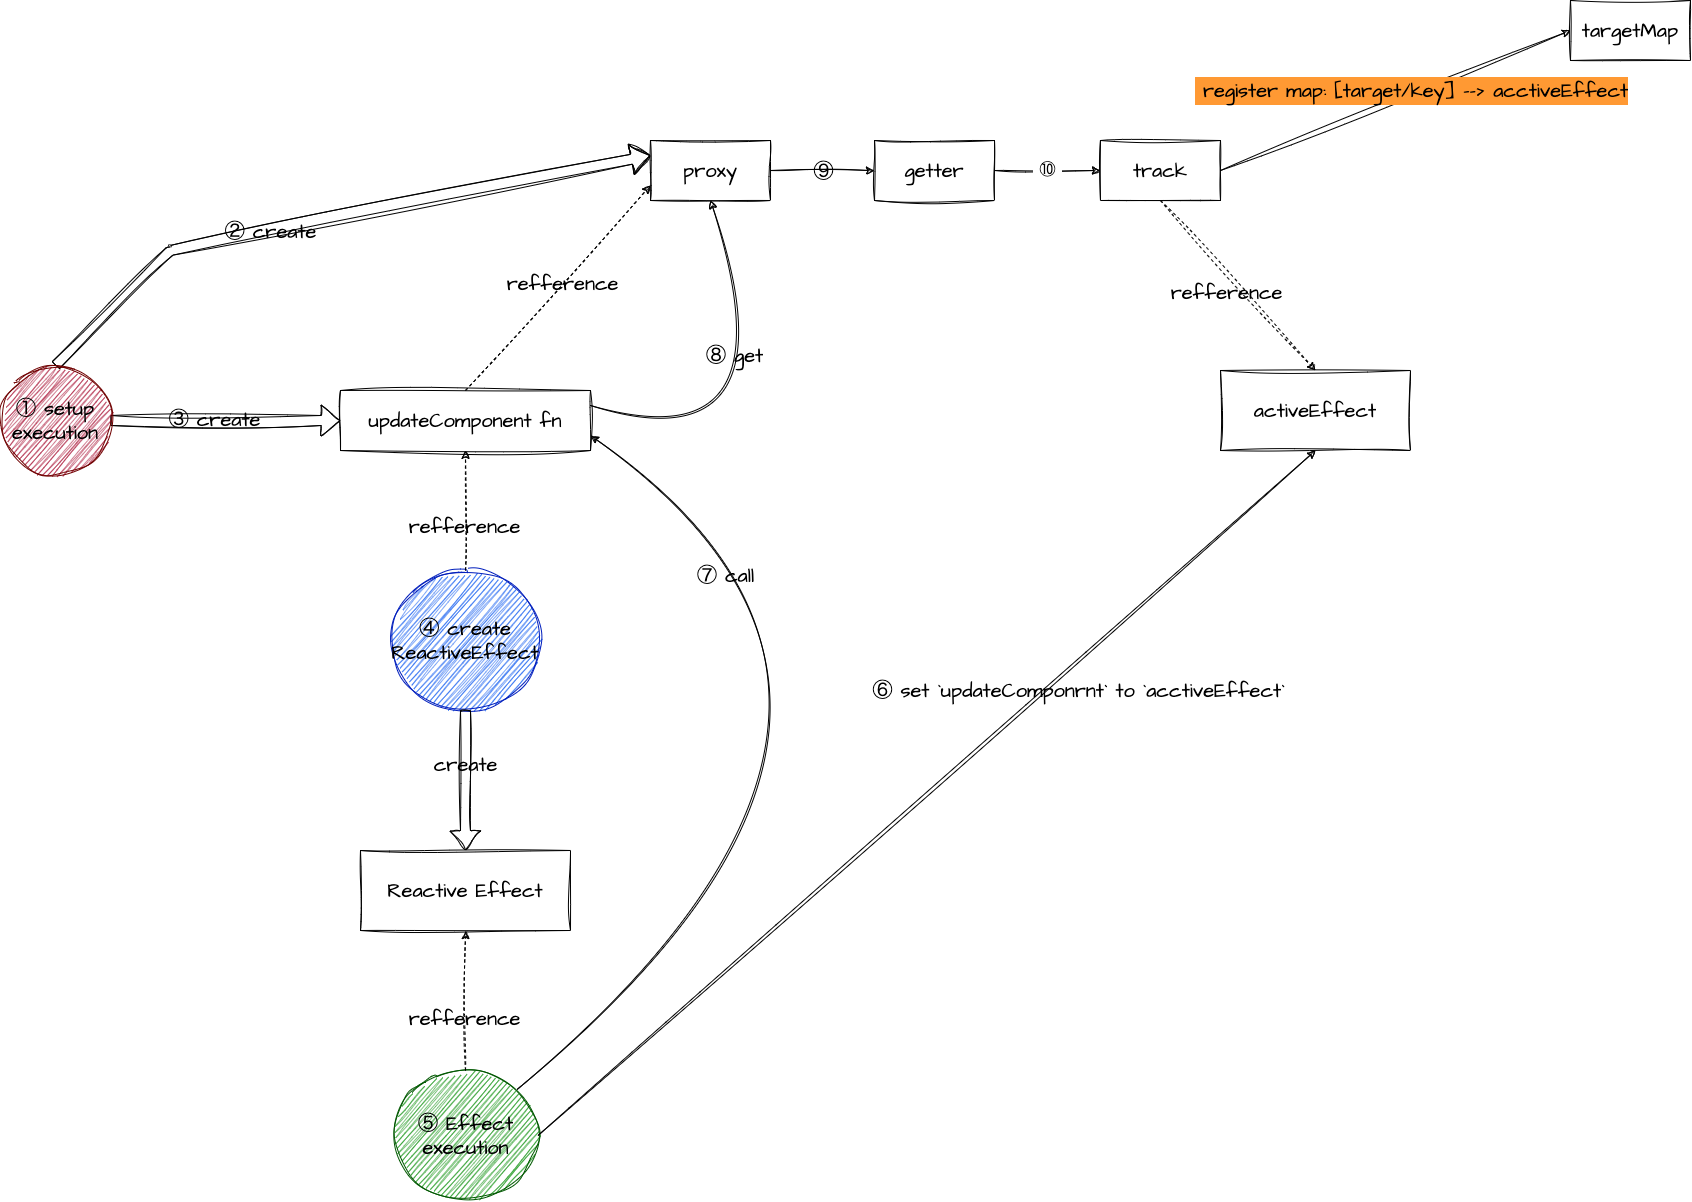 targetMap
register map: [target/key] --> acctiveEffect
proxy
⑨
getter
⑩
track
② create
refference
refference
⑧ get
① setup
execution
③ create
updateComponent fn
activeEffect
refference
⑦ call
④ create
ReactiveEffect
⑥ set `updateComponrnt` to `acctiveEffect`
create
Reactive Effect
refference
⑤ Effect
execution